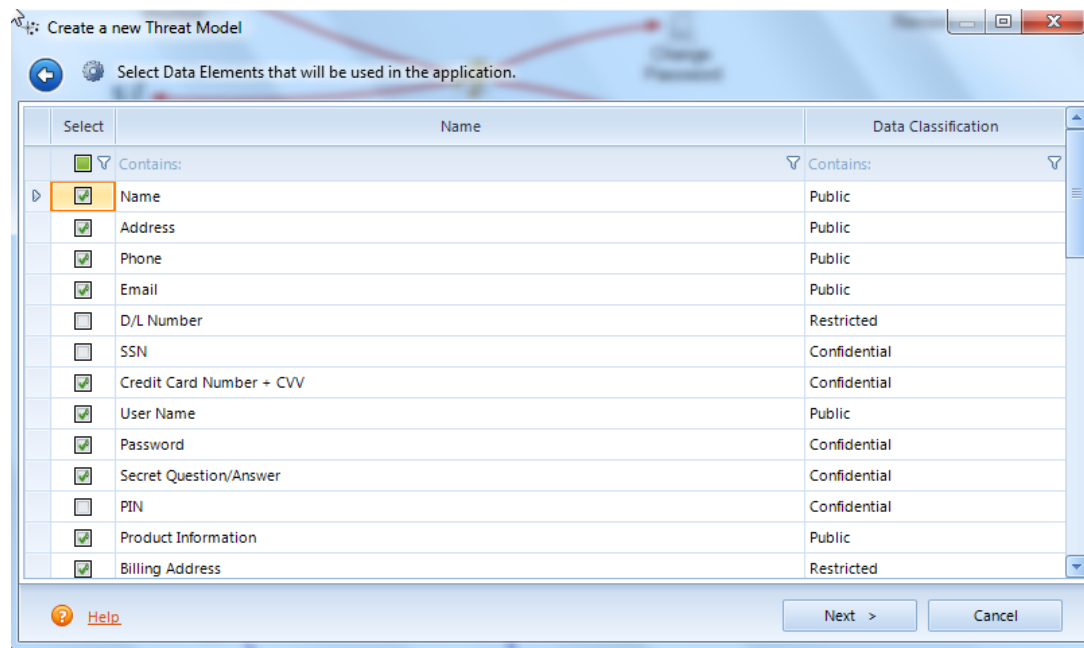 Create a new Threat Model
Change
Password
Select Data Elements that will be used in the application.
Select Name Data Classification
Contains: Contains:
Name Public
Address Public
Phone Public
Email Public
D/L Number Restricted
SSN Confidential
Credit Card Number + CVV Confidential
User Name Public
Password Confidential
Secret Question/Answer Confidential
PIN Confidential
Product Information Public
Billing Address Restricted
? Help Next > Cancel